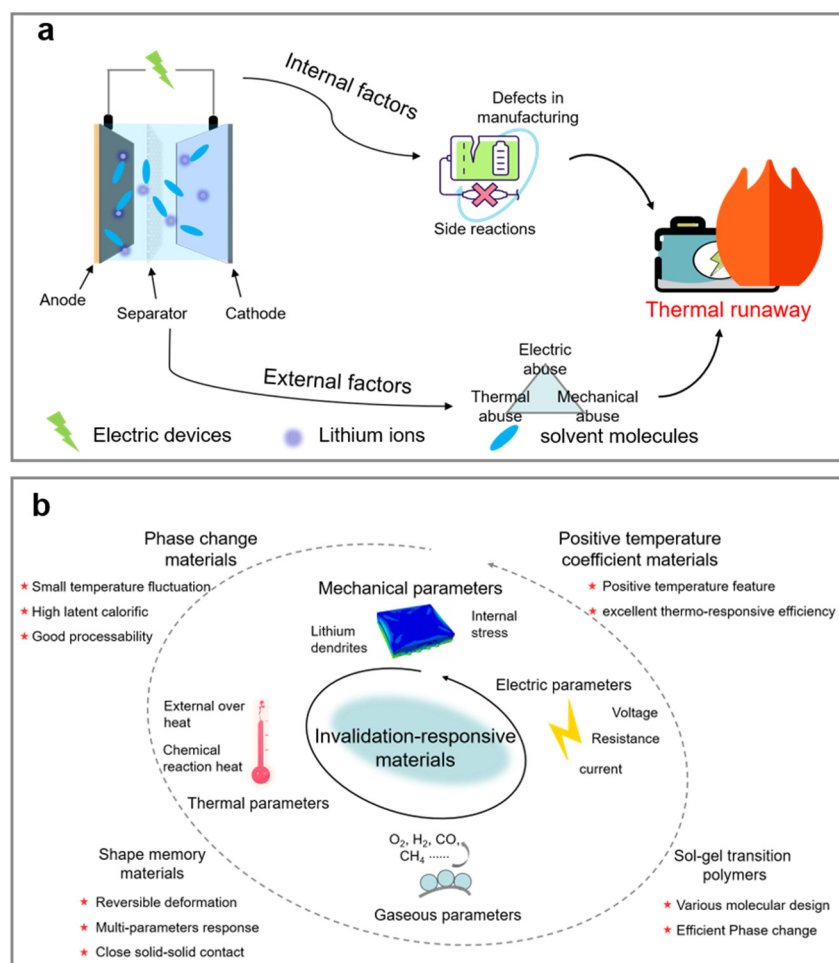 a
Internal factors
Defects in
manufacturing
Side reactions
Anode
Separator
Cathode
Thermal runaway
External factors
Electric
abuse
Thermal
abuse
Mechanical
abuse
Electric devices
Lithium ions
solvent molecules
b
Phase change
materials
★ Small temperature fluctuation
★ High latent calorific
★ Good processability
Positive temperature
coefficient materials
★ Positive temperature feature
★ excellent thermo-responsive efficiency
Mechanical parameters
Lithium
dendrites
Internal
stress
Electric parameters
Voltage
Resistance
current
External over
heat
Chemical
reaction heat
Thermal parameters
Invalidation-responsive
materials
O₂, H₂, CO,
CH₄ ······
Gaseous parameters
Shape memory
materials
★ Reversible deformation
★ Multi-parameters response
★ Close solid-solid contact
Sol-gel transition
polymers
★ Various molecular design
★ Efficient Phase change